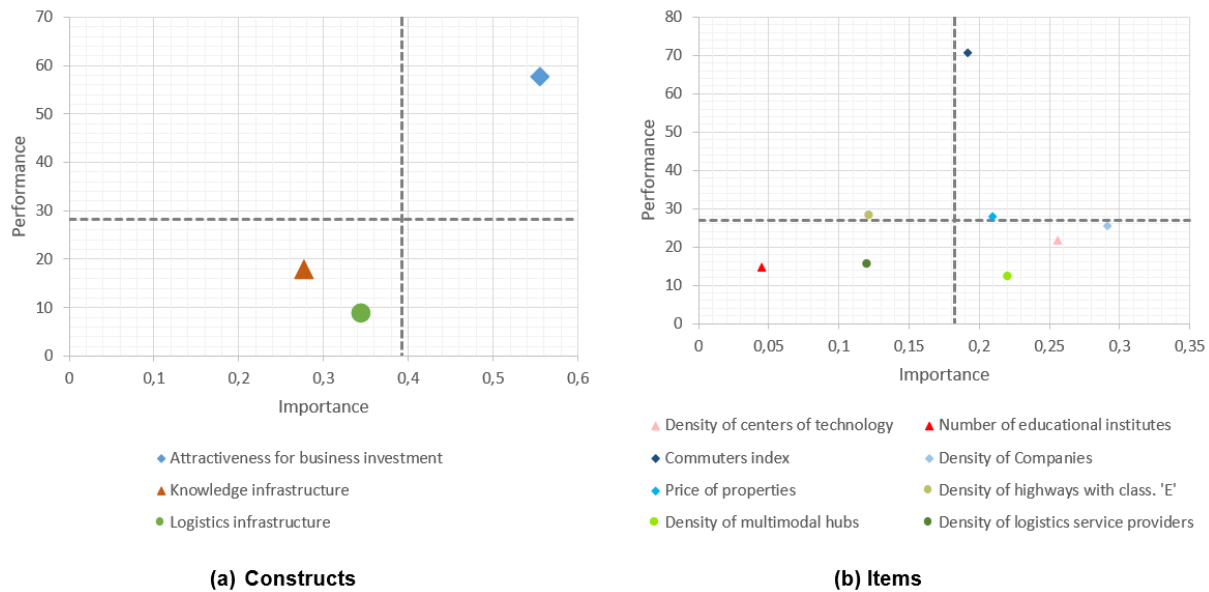 70
60
50
40
30
20
10
0
Performance
0
0,1
0,2
0,3
0,4
0,5
0,6
Importance
Attractiveness for business investment
Knowledge infrastructure
Logistics infrastructure
(a) Constructs
80
70
60
50
40
30
20
10
0
Performance
0
0,05
0,1
0,15
0,2
0,25
0,3
0,35
Importance
Density of centers of technology
Number of educational institutes
Commuters index
Density of Companies
Price of properties
Density of highways with class. 'E'
Density of multimodal hubs
Density of logistics service providers
(b) Items